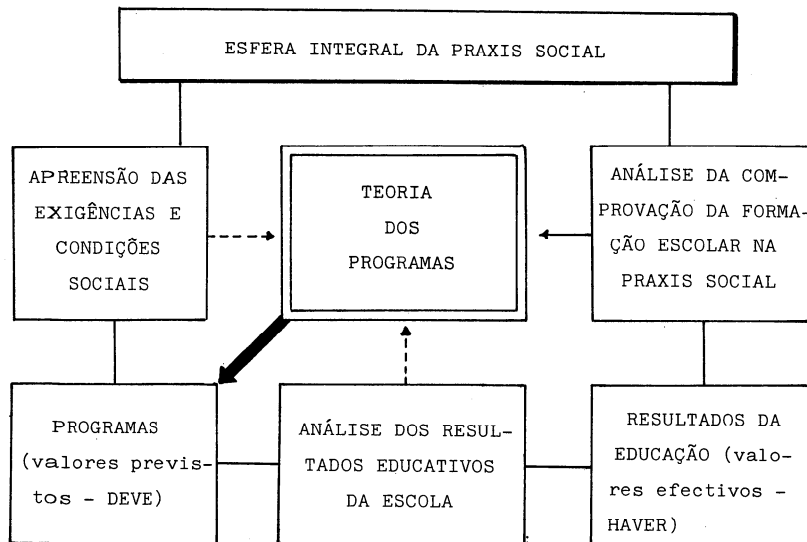 ESFERA INTEGRAL DA PRAXIS SOCIAL
APREENSÃO DAS
EXIGÊNCIAS E
CONDIÇÕES
SOCIAIS
TEORIA
DOS
PROGRAMAS
ANÁLISE DA COM-
PROVAÇÃO DA FORMA-
ÇÃO ESCOLAR NA
PRAXIS SOCIAL
PROGRAMAS
(valores previs-
tos - DEVE)
ANÁLISE DOS RESUL-
TADOS EDUCATIVOS
DA ESCOLA
RESULTADOS DA
EDUCAÇÃO (valo-
res efectivos -
HAVER)